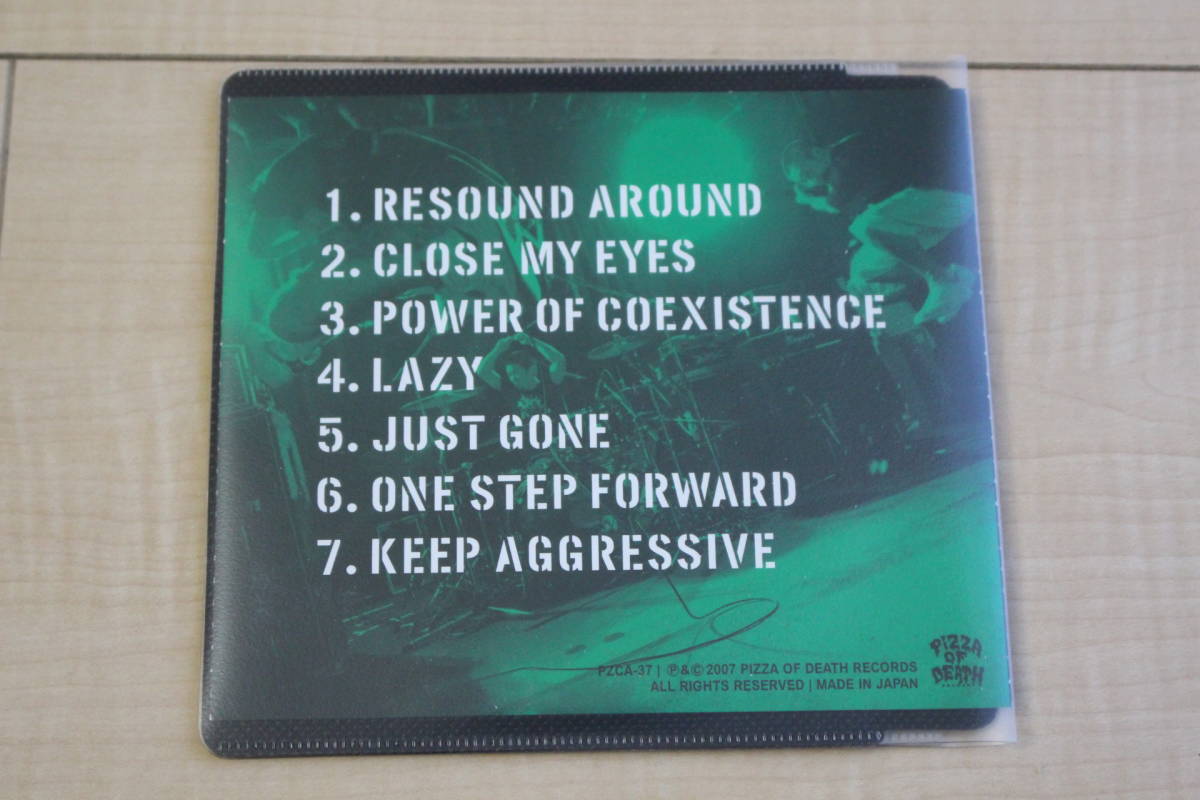 1. RESOUND AROUND
2. CLOSE MY EYES
3. POWER OF COEXISTENCE
4. LAZY
5. JUST GONE
6. ONE STEP FORWARD
7. KEEP AGGRESSIVE
PZCA-37 | ℗&© 2007 PIZZA OF DEATH RECORDS
ALL RIGHTS RESERVED | MADE IN JAPAN
PIZZA
OF
DEATH